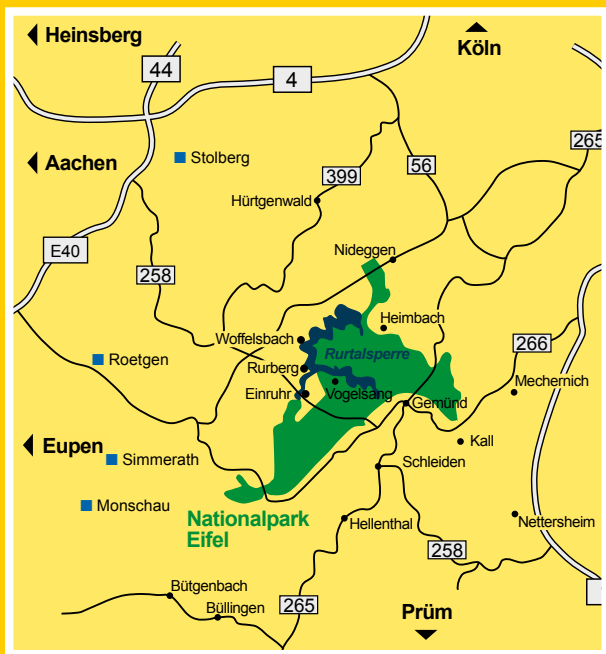 Heinsberg
Köln
44
4
265
Aachen
Stolberg
399
56
Hürtgenwald
E40
258
Nideggen
Heimbach
Woffelsbach
Rurtalsperre
266
Roetgen
Rurberg
Vogelsang
Mechernich
Einruhr
Gemünd
Eupen
Kall
Simmerath
Schleiden
Monschau
Nationalpark
Eifel
Hellenthal
Nettersheim
258
Bütgenbach
Büllingen
265
Prüm